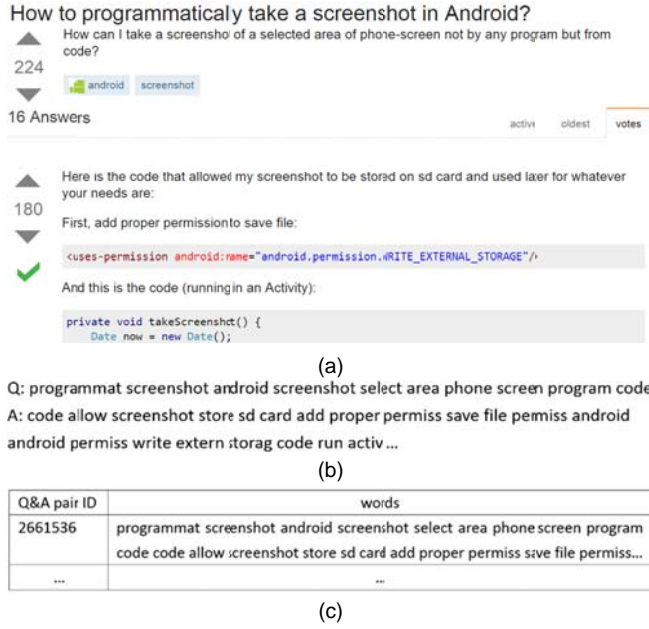 How to programmatically take a screenshot in Android?
How can I take a screenshot of a selected area of phone-screen not by any program but from
code?
224
android screenshot
16 Answers
active oldest votes
Here is the code that allowed my screenshot to be stored on sd card and used later for whatever
your needs are:
180
First, add proper permission to save file:
<uses-permission android:name="android.permission.WRITE_EXTERNAL_STORAGE"/>
And this is the code (running in an Activity):
private void takeScreenshot() {
Date now = new Date();
(a)
Q: programmat screenshot android screenshot select area phone screen program code
A: code allow screenshot store sd card add proper permiss save file permiss android
android permiss write extern storag code run activ ...
(b)
Q&A pair ID words
2661536 programmat screenshot android screenshot select area phone screen program
code code allow screenshot store sd card add proper permiss save file permiss...
... ...
(c)